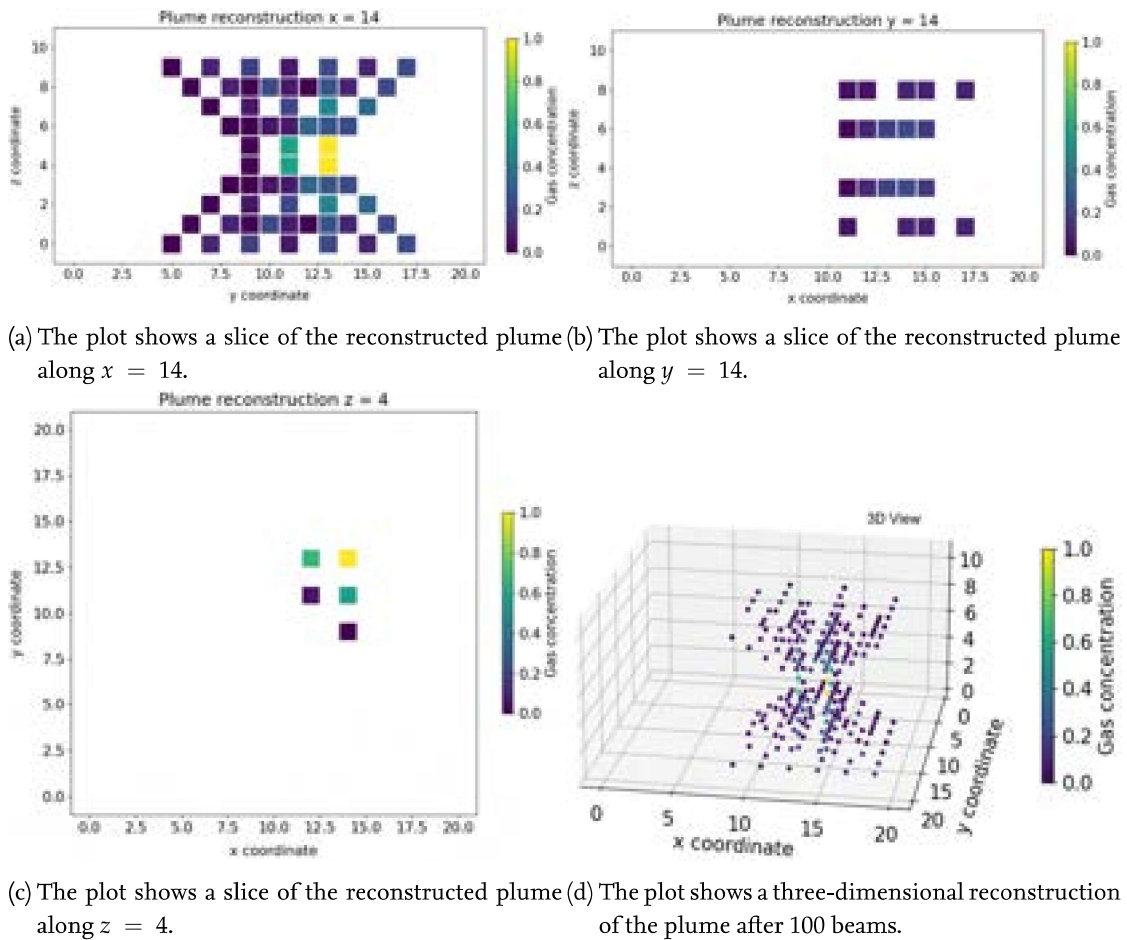 Plume reconstruction x = 14
10
8
6
4
2
0
z coordinate
0.0 2.5 5.0 7.5 10.0 12.5 15.0 17.5 20.0
y coordinate
1.0
0.8
0.6
0.4
0.2
0.0
Gas concentration
Plume reconstruction y = 14
10
8
6
4
2
0
z coordinate
0.0 2.5 5.0 7.5 10.0 12.5 15.0 17.5 20.0
x coordinate
1.0
0.8
0.6
0.4
0.2
0.0
Gas concentration
(a) The plot shows a slice of the reconstructed plume
along x = 14.
(b) The plot shows a slice of the reconstructed plume
along y = 14.
Plume reconstruction z = 4
20.0
17.5
15.0
12.5
10.0
7.5
5.0
2.5
0.0
y coordinate
0.0 2.5 5.0 7.5 10.0 12.5 15.0 17.5 20.0
x coordinate
1.0
0.8
0.6
0.4
0.2
0.0
Gas concentration
3D View
10
8
6
4
2
0
0
5
10
15
20
y coordinate
0 5 10 15 20
x coordinate
1.0
0.8
0.6
0.4
0.2
0.0
Gas concentration
(c) The plot shows a slice of the reconstructed plume
along z = 4.
(d) The plot shows a three-dimensional reconstruction
of the plume after 100 beams.